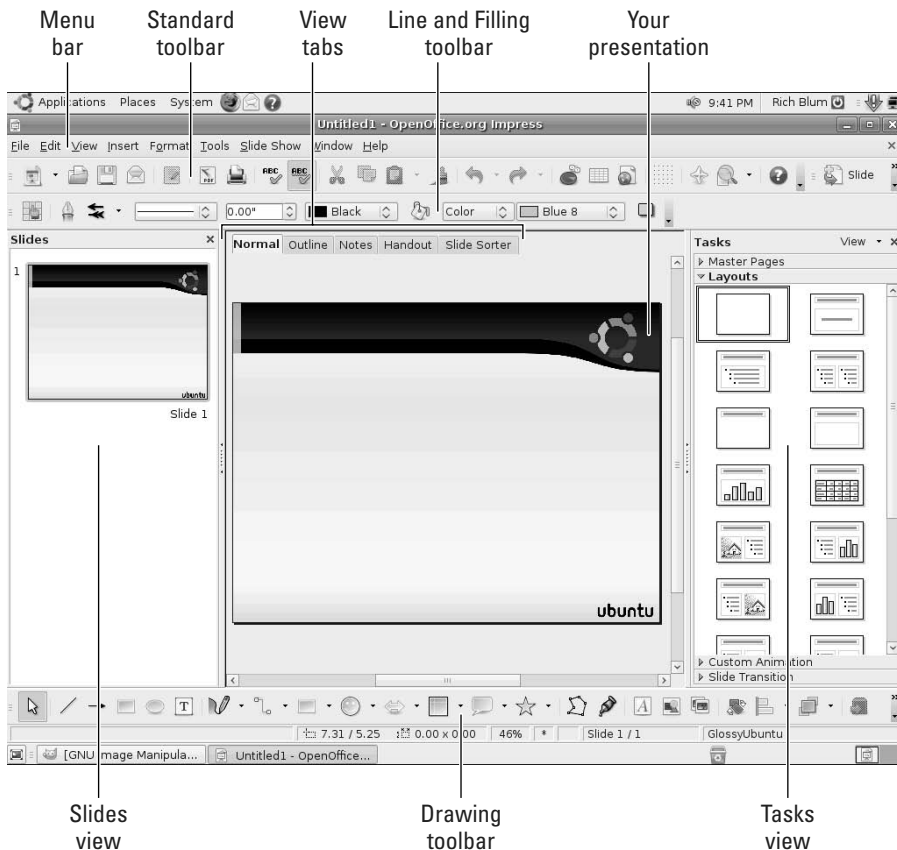 Menu bar
Standard toolbar
View tabs
Line and Filling toolbar
Your presentation
Applications Places System 9:41 PM Rich Blum
Untitled1 - OpenOffice.org Impress
File Edit View Insert Format Tools Slide Show Window Help
PDF ABC ABC Slide
0.00" Black Color Blue 8
Slides
Normal Outline Notes Handout Slide Sorter
Tasks View
Master Pages
Layouts
1
ubuntu
Slide 1
ubuntu
Custom Animation
Slide Transition
T A
7.31 / 5.25 0.00 x 0.00 46% * Slide 1 / 1 GlossyUbuntu
[GNU Image Manipula... Untitled1 - OpenOffice...
Slides view
Drawing toolbar
Tasks view